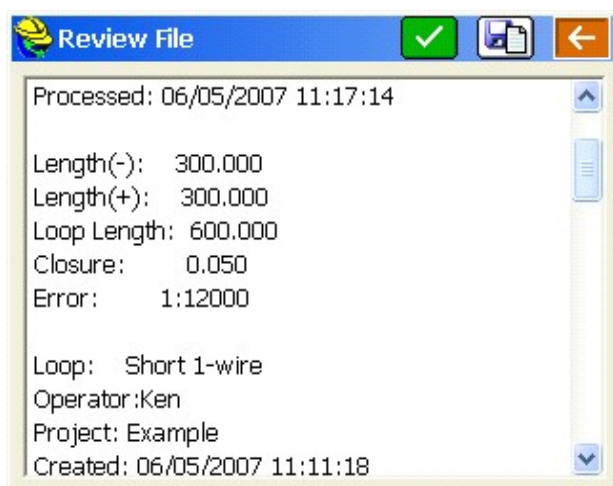 Review File
Processed: 06/05/2007 11:17:14
Length(-): 300.000
Length(+): 300.000
Loop Length: 600.000
Closure: 0.050
Error: 1:12000
Loop: Short 1-wire
Operator:Ken
Project: Example
Created: 06/05/2007 11:11:18